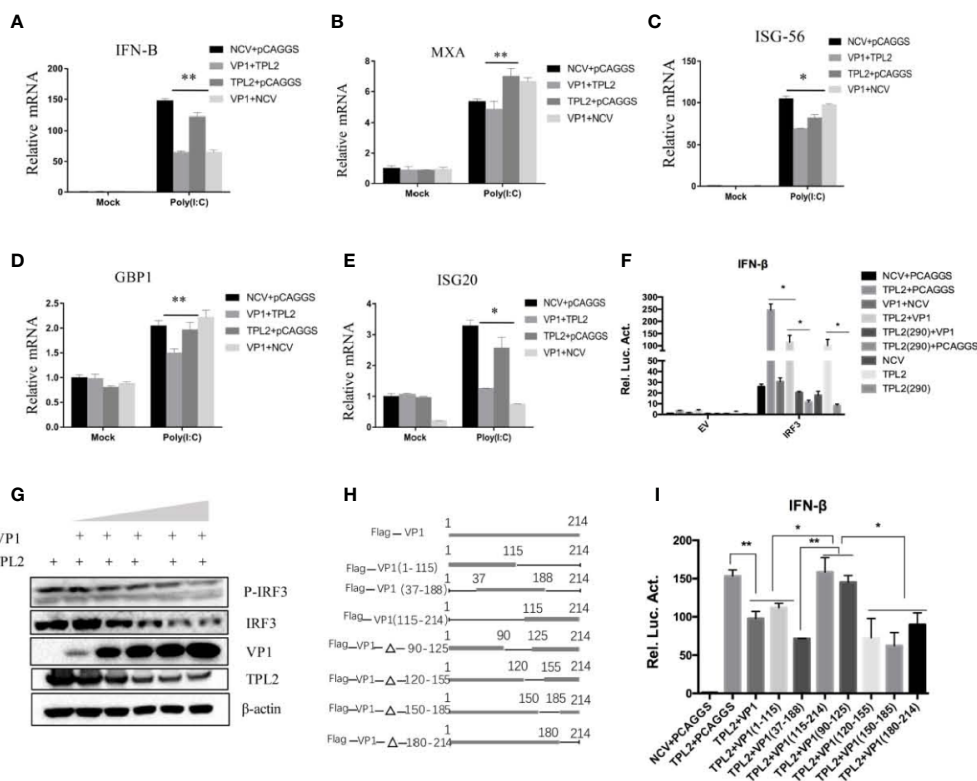 A
IFN-B
Relative mRNA
200
150
100
50
0
Mock
Poly(I:C)
**
NCV+pCAGGS
VP1+TPL2
TPL2+pCAGGS
VP1+NCV
B
MXA
Relative mRNA
8
6
4
2
0
Mock
Poly(I:C)
**
NCV+pCAGGS
VP1+TPL2
TPL2+pCAGGS
VP1+NCV
C
ISG-56
Relative mRNA
150
100
50
0
Mock
Poly(I:C)
*
NCV+pCAGGS
VP1+TPL2
TPL2+pCAGGS
VP1+NCV
D
GBP1
Relative mRNA
2.5
2.0
1.5
1.0
0.5
0.0
Mock
Poly(I:C)
**
NCV+pCAGGS
VP1+TPL2
TPL2+pCAGGS
VP1+NCV
E
ISG20
Relative mRNA
4
3
2
1
0
Mock
Ploy(I:C)
*
NCV+pCAGGS
VP1+TPL2
TPL2+pCAGGS
VP1+NCV
F
IFN-β
Rel. Luc. Act.
300
250
200
150
100
50
40
30
20
10
0
EV
IRF3
*
*
*
NCV+PCAGGS
TPL2+PCAGGS
VP1+NCV
TPL2+VP1
TPL2(290)+VP1
TPL2(290)+PCAGGS
NCV
TPL2
TPL2(290)
G
VP1 + + + + +
PL2 + + + + + +
P-IRF3
IRF3
VP1
TPL2
β-actin
H
1 214
Flag—VP1
1 115 214
Flag—VP1(1-115)
1 37 188 214
Flag—VP1 (37-188)
1 115 214
Flag—VP1(115-214)
1 90 125 214
Flag—VP1—Δ—90-125
1 120 155 214
Flag—VP1—Δ—120-155
1 150 185 214
Flag—VP1—Δ—150-185
1 180 214
Flag—VP1—Δ—180-214
I
IFN-β
Rel. Luc. Act.
200
150
100
50
0
**
*
**
*
NCV+PCAGGS
TPL2+PCAGGS
TPL2+VP1
TPL2+VP1(1-115)
TPL2+VP1(37-188)
TPL2+VP1(115-214)
TPL2+VP1(90-125)
TPL2+VP1(120-155)
TPL2+VP1(150-185)
TPL2+VP1(180-214)